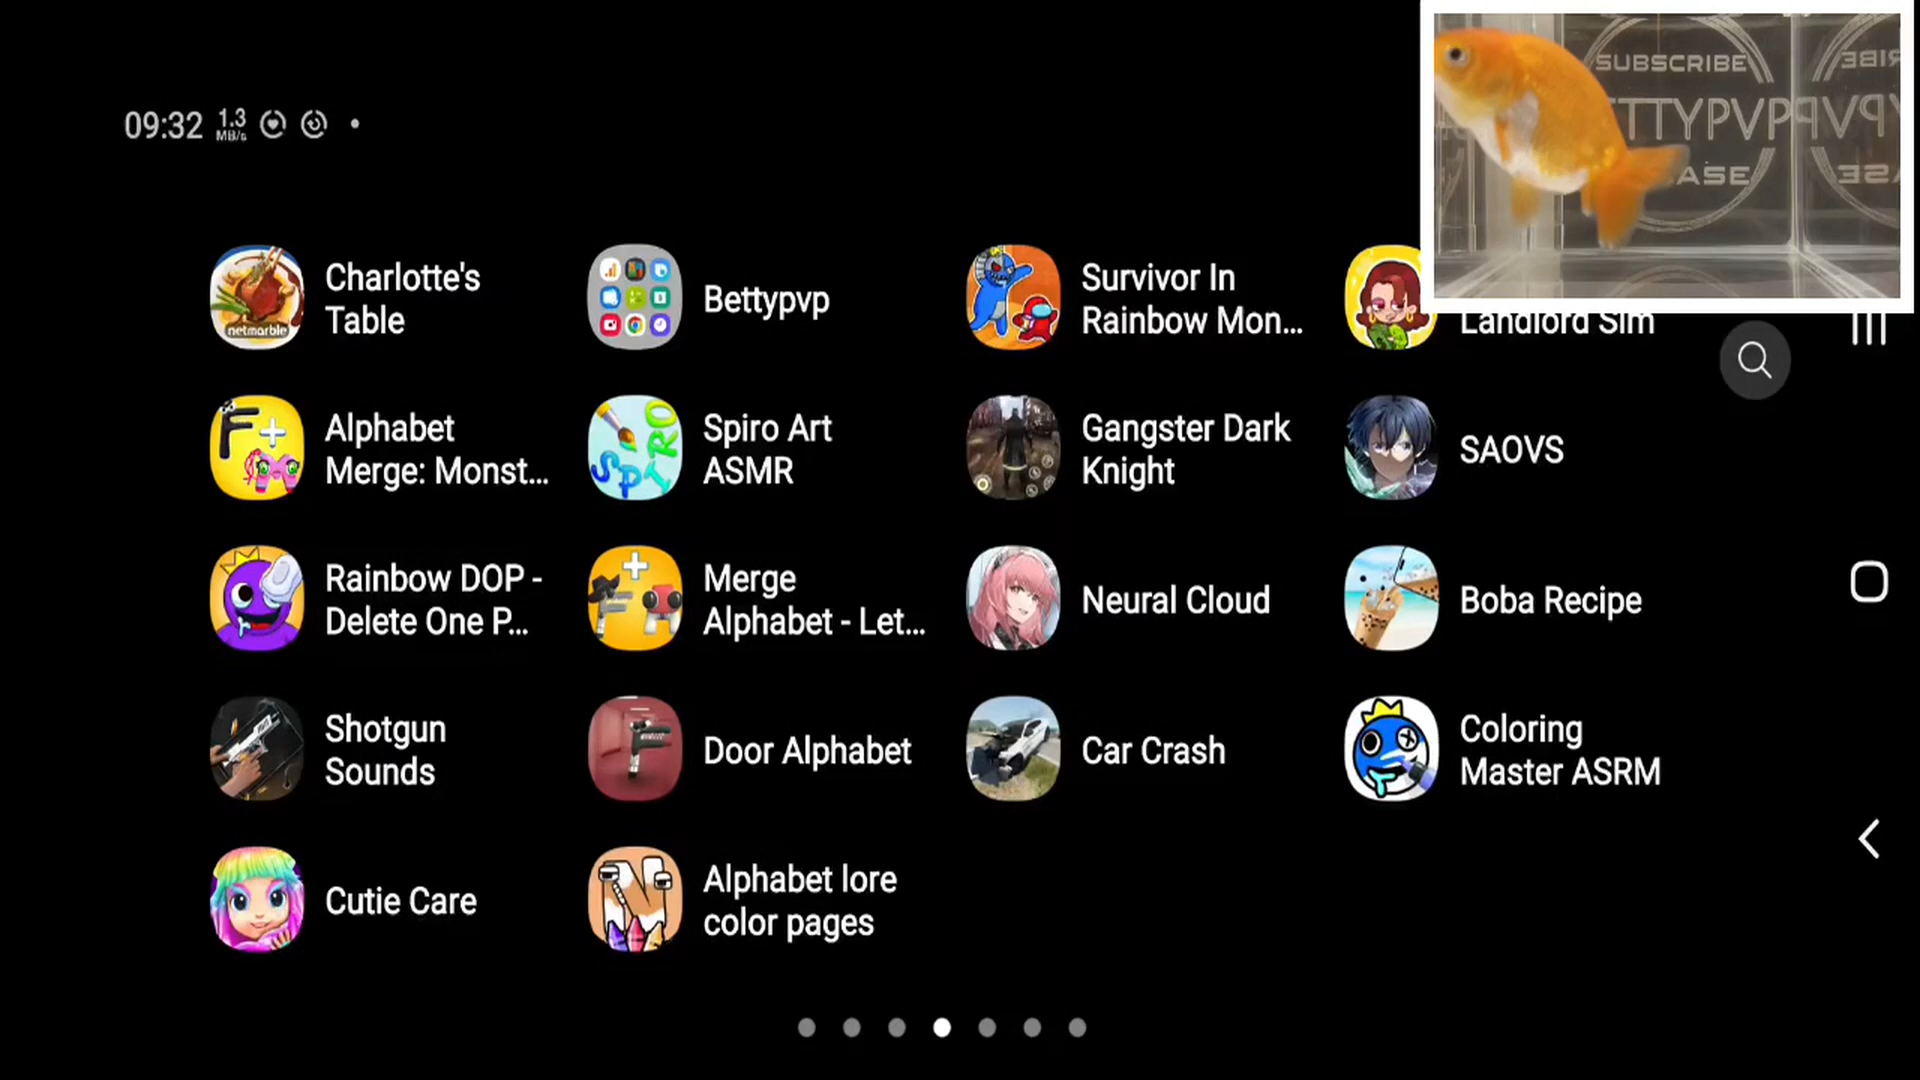 09:32 1.3 MB/s
SUBSCRIBE
TTYPVP
ASE
Charlotte's
Table
netmarble
Bettypvp
Survivor In
Rainbow Mon...
Landlord Sim
Alphabet
Merge: Monst...
Spiro Art
ASMR
SPIRO
Gangster Dark
Knight
SAOVS
Rainbow DOP -
Delete One P...
Merge
Alphabet - Let...
Neural Cloud
Boba Recipe
Shotgun
Sounds
Door Alphabet
Car Crash
Coloring
Master ASRM
Cutie Care
Alphabet lore
color pages